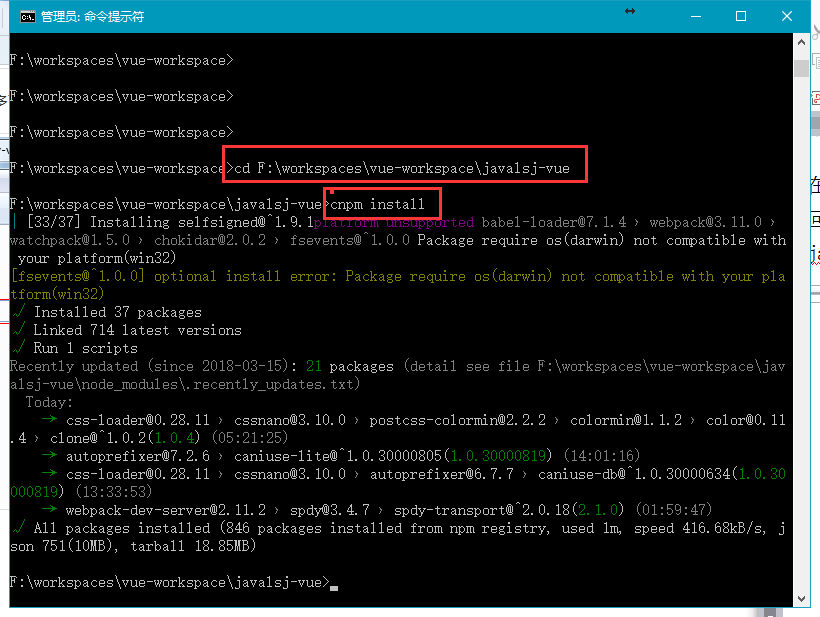 管理员: 命令提示符
F:\workspaces\vue-workspace>
F:\workspaces\vue-workspace>
F:\workspaces\vue-workspace>
F:\workspaces\vue-workspace>cd F:\workspaces\vue-workspace\javalsj-vue
F:\workspaces\vue-workspace\javalsj-vue>cnpm install
| [33/37] Installing selfsigned@^1.9.1platform unsupported babel-loader@7.1.4 › webpack@3.11.0 ›
watchpack@1.5.0 › chokidar@2.0.2 › fsevents@^1.0.0 Package require os(darwin) not compatible with
your platform(win32)
[fsevents@^1.0.0] optional install error: Package require os(darwin) not compatible with your pla
tform(win32)
√ Installed 37 packages
√ Linked 714 latest versions
√ Run 1 scripts
Recently updated (since 2018-03-15): 21 packages (detail see file F:\workspaces\vue-workspace\jav
alsj-vue\node_modules\.recently_updates.txt)
Today:
→ css-loader@0.28.11 › cssnano@3.10.0 › postcss-colormin@2.2.2 › colormin@1.1.2 › color@0.11
.4 › clone@^1.0.2(1.0.4) (05:21:25)
→ autoprefixer@7.2.6 › caniuse-lite@^1.0.30000805(1.0.30000819) (14:01:16)
→ css-loader@0.28.11 › cssnano@3.10.0 › autoprefixer@6.7.7 › caniuse-db@^1.0.30000634(1.0.30
000819) (13:33:53)
→ webpack-dev-server@2.11.2 › spdy@3.4.7 › spdy-transport@^2.0.18(2.1.0) (01:59:47)
√ All packages installed (846 packages installed from npm registry, used 1m, speed 416.68kB/s, j
son 751(10MB), tarball 18.85MB)
F:\workspaces\vue-workspace\javalsj-vue>